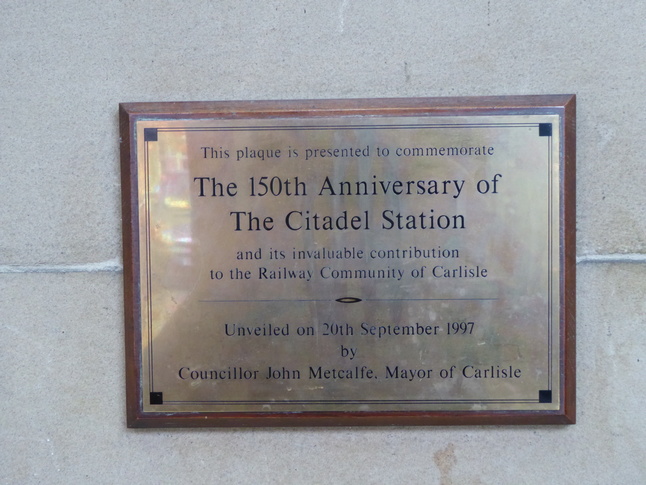 This plaque is presented to commemorate
The 150th Anniversary of
The Citadel Station
and its invaluable contribution
to the Railway Community of Carlisle
Unveiled on 20th September 1997
by
Councillor John Metcalfe, Mayor of Carlisle